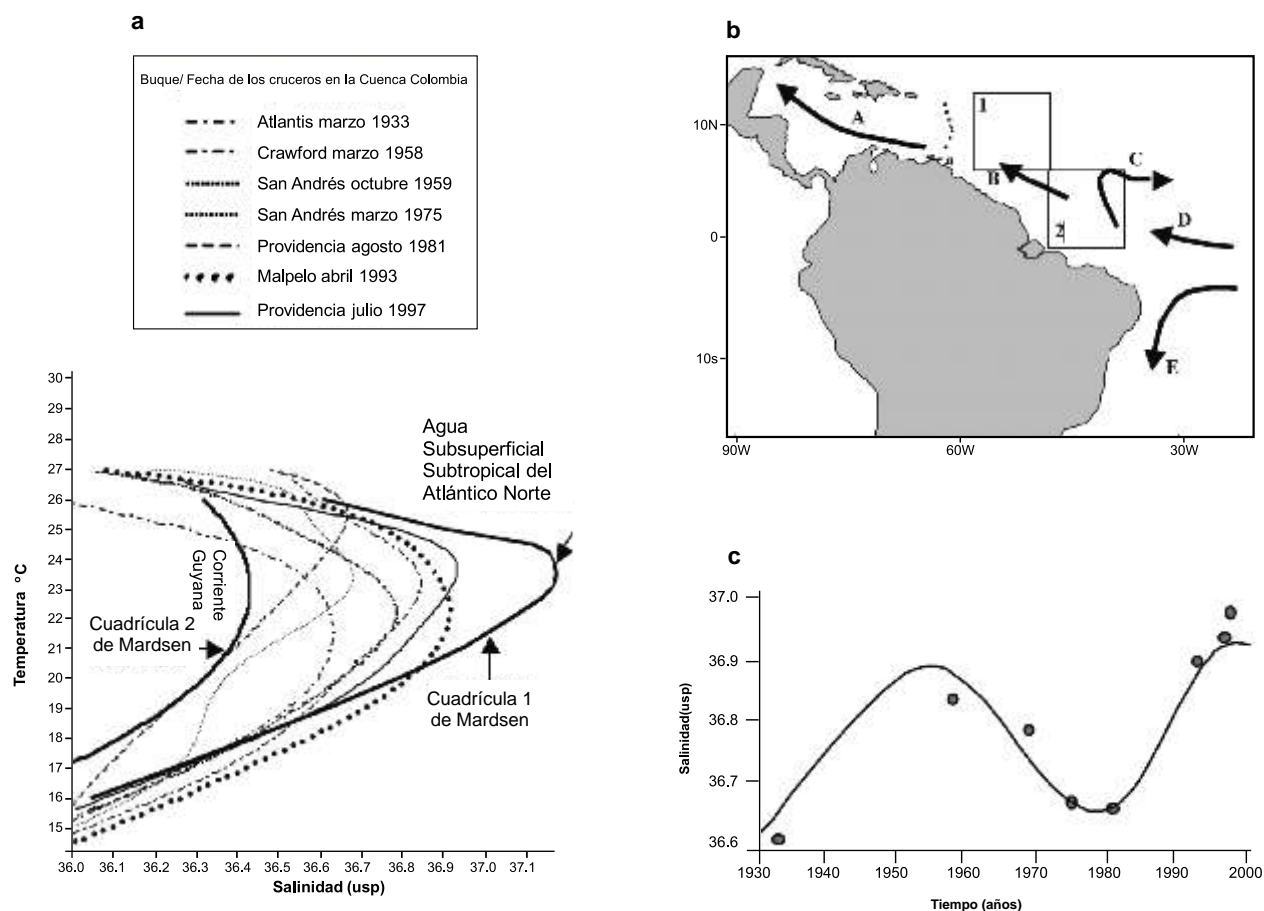 a
Buque/ Fecha de los cruceros en la Cuenca Colombia
Atlantis marzo 1933
Crawford marzo 1958
San Andrés octubre 1959
San Andrés marzo 1975
Providencia agosto 1981
Malpelo abril 1993
Providencia julio 1997
30
29
28
27
26
25
24
23
22
21
20
19
18
17
16
15
Temperatura °C
Agua
Subsuperficial
Subtropical del
Atlántico Norte
Corriente
Guyana
Cuadrícula 2
de Mardsen
Cuadrícula 1
de Mardsen
36.0 36.1 36.2 36.3 36.4 36.5 36.6 36.7 36.8 36.9 37.0 37.1
Salinidad (usp)
b
10N
0
10s
90W 60W 30W
1
2
A
B
C
D
E
c
37.0
36.9
36.8
36.7
36.6
Salinidad(usp)
1930 1940 1950 1960 1970 1980 1990 2000
Tiempo (años)